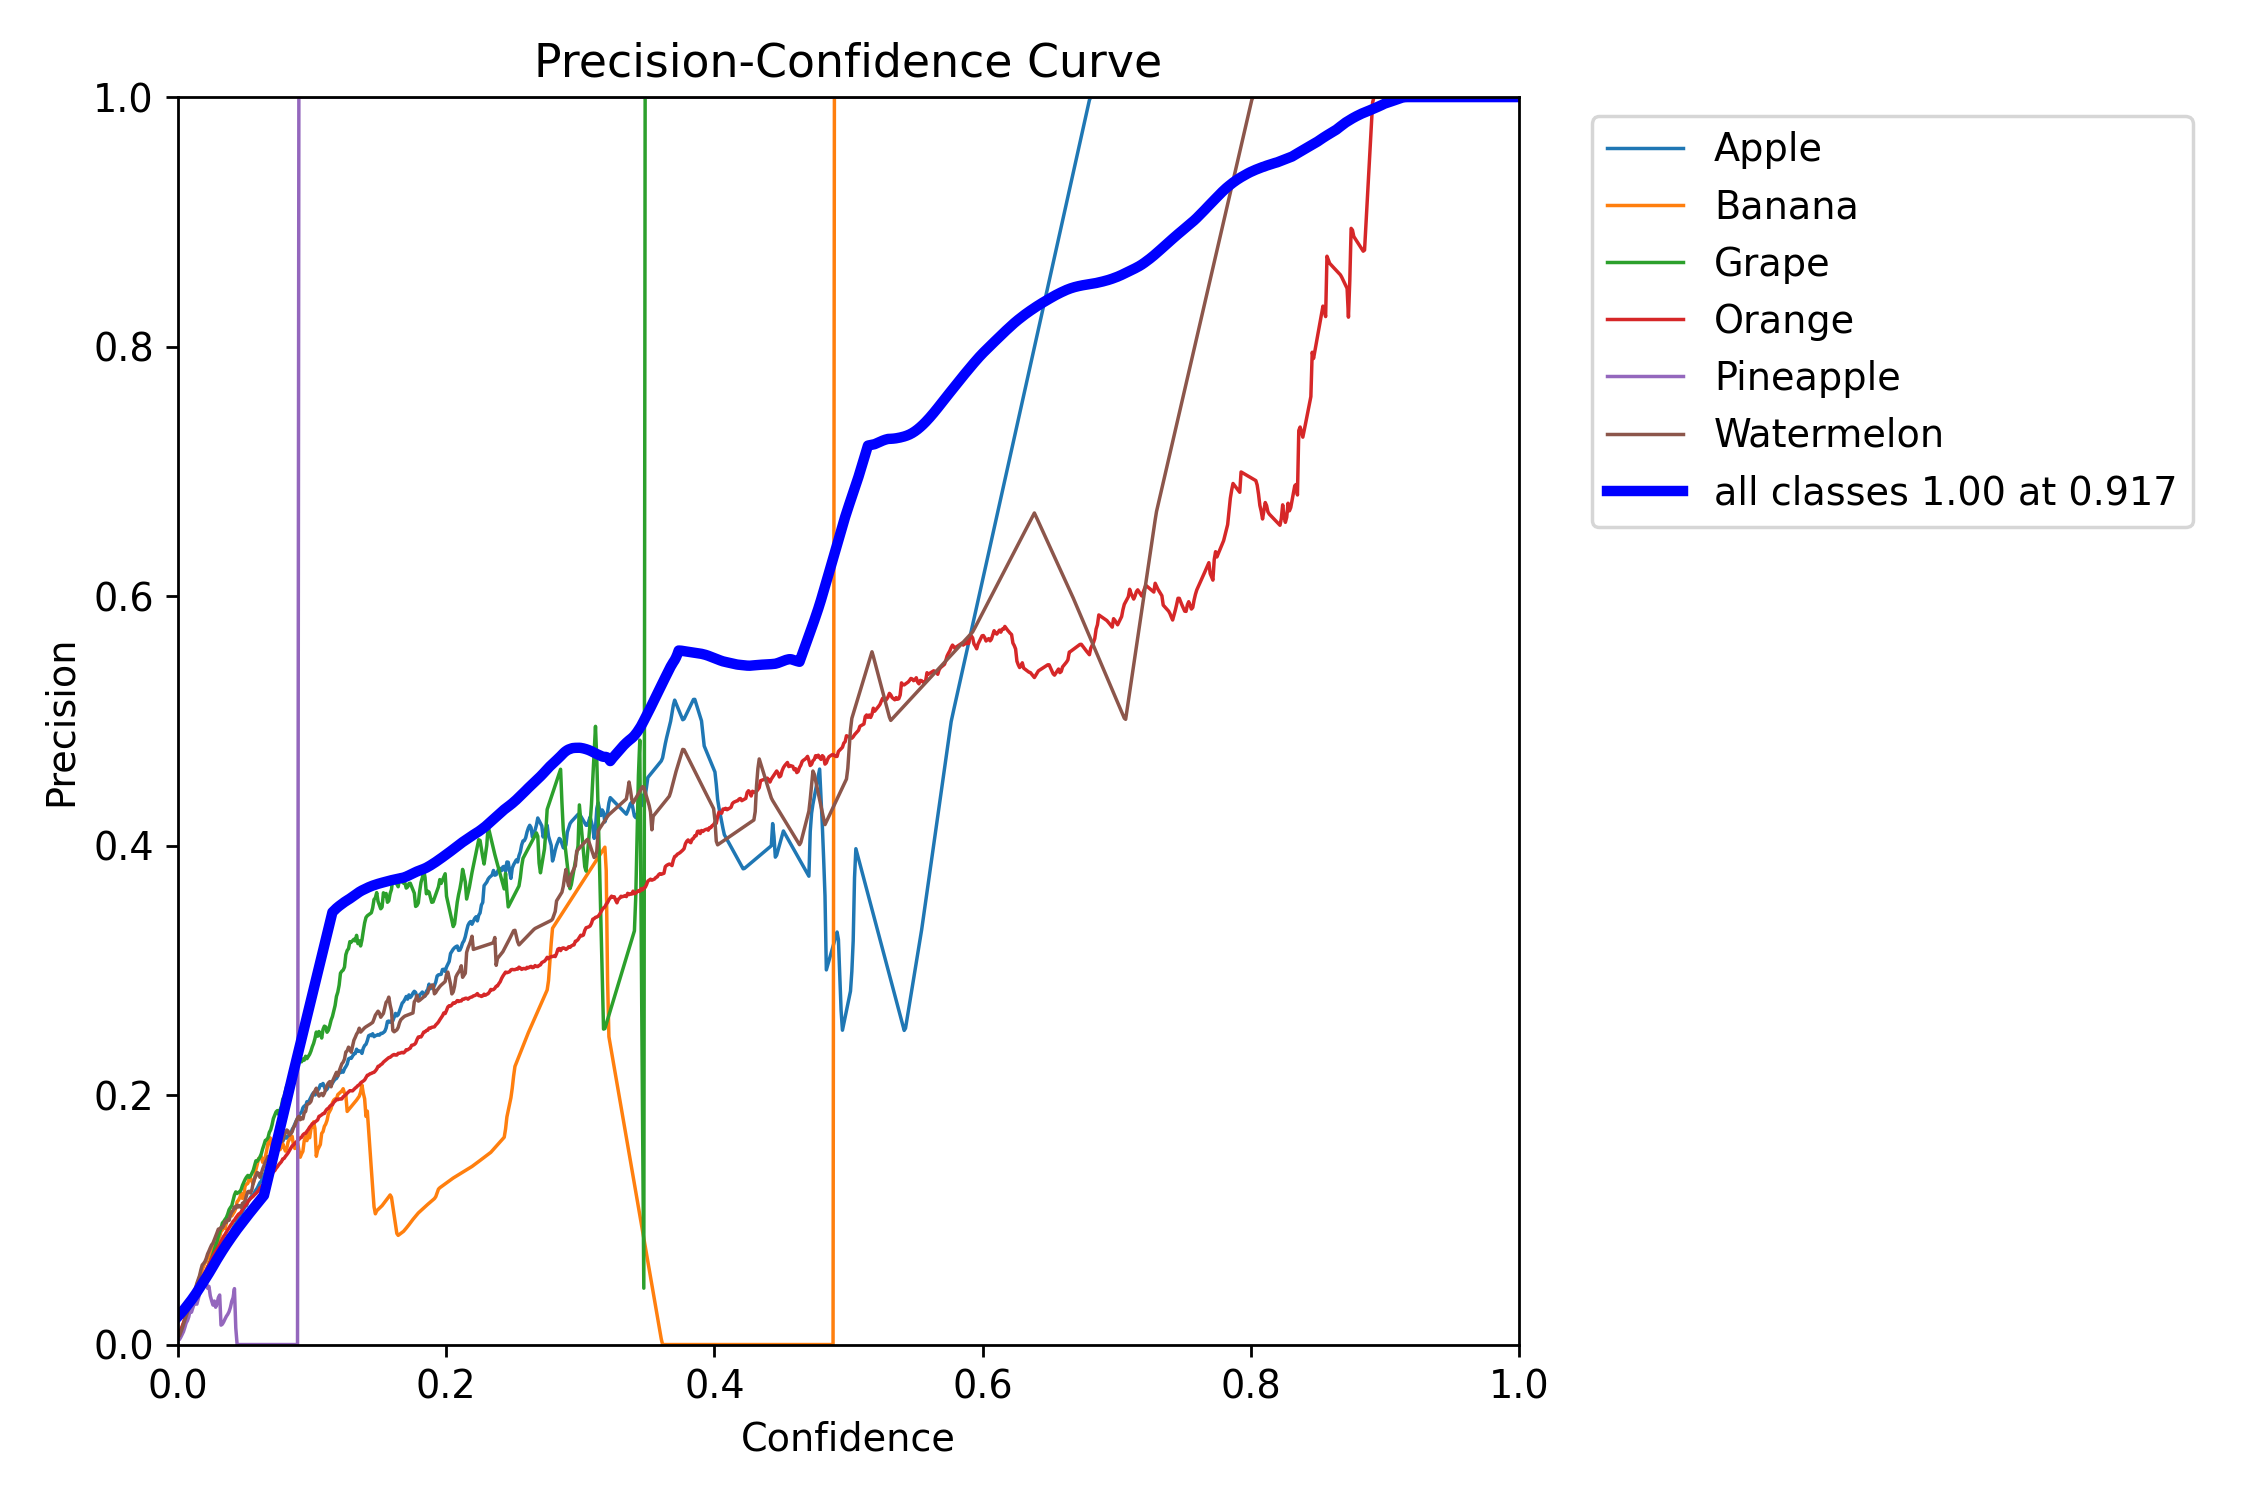 Precision-Confidence Curve
1.0
0.8
0.6
0.4
0.2
0.0
Precision
0.0 0.2 0.4 0.6 0.8 1.0
Confidence
Apple
Banana
Grape
Orange
Pineapple
Watermelon
all classes 1.00 at 0.917